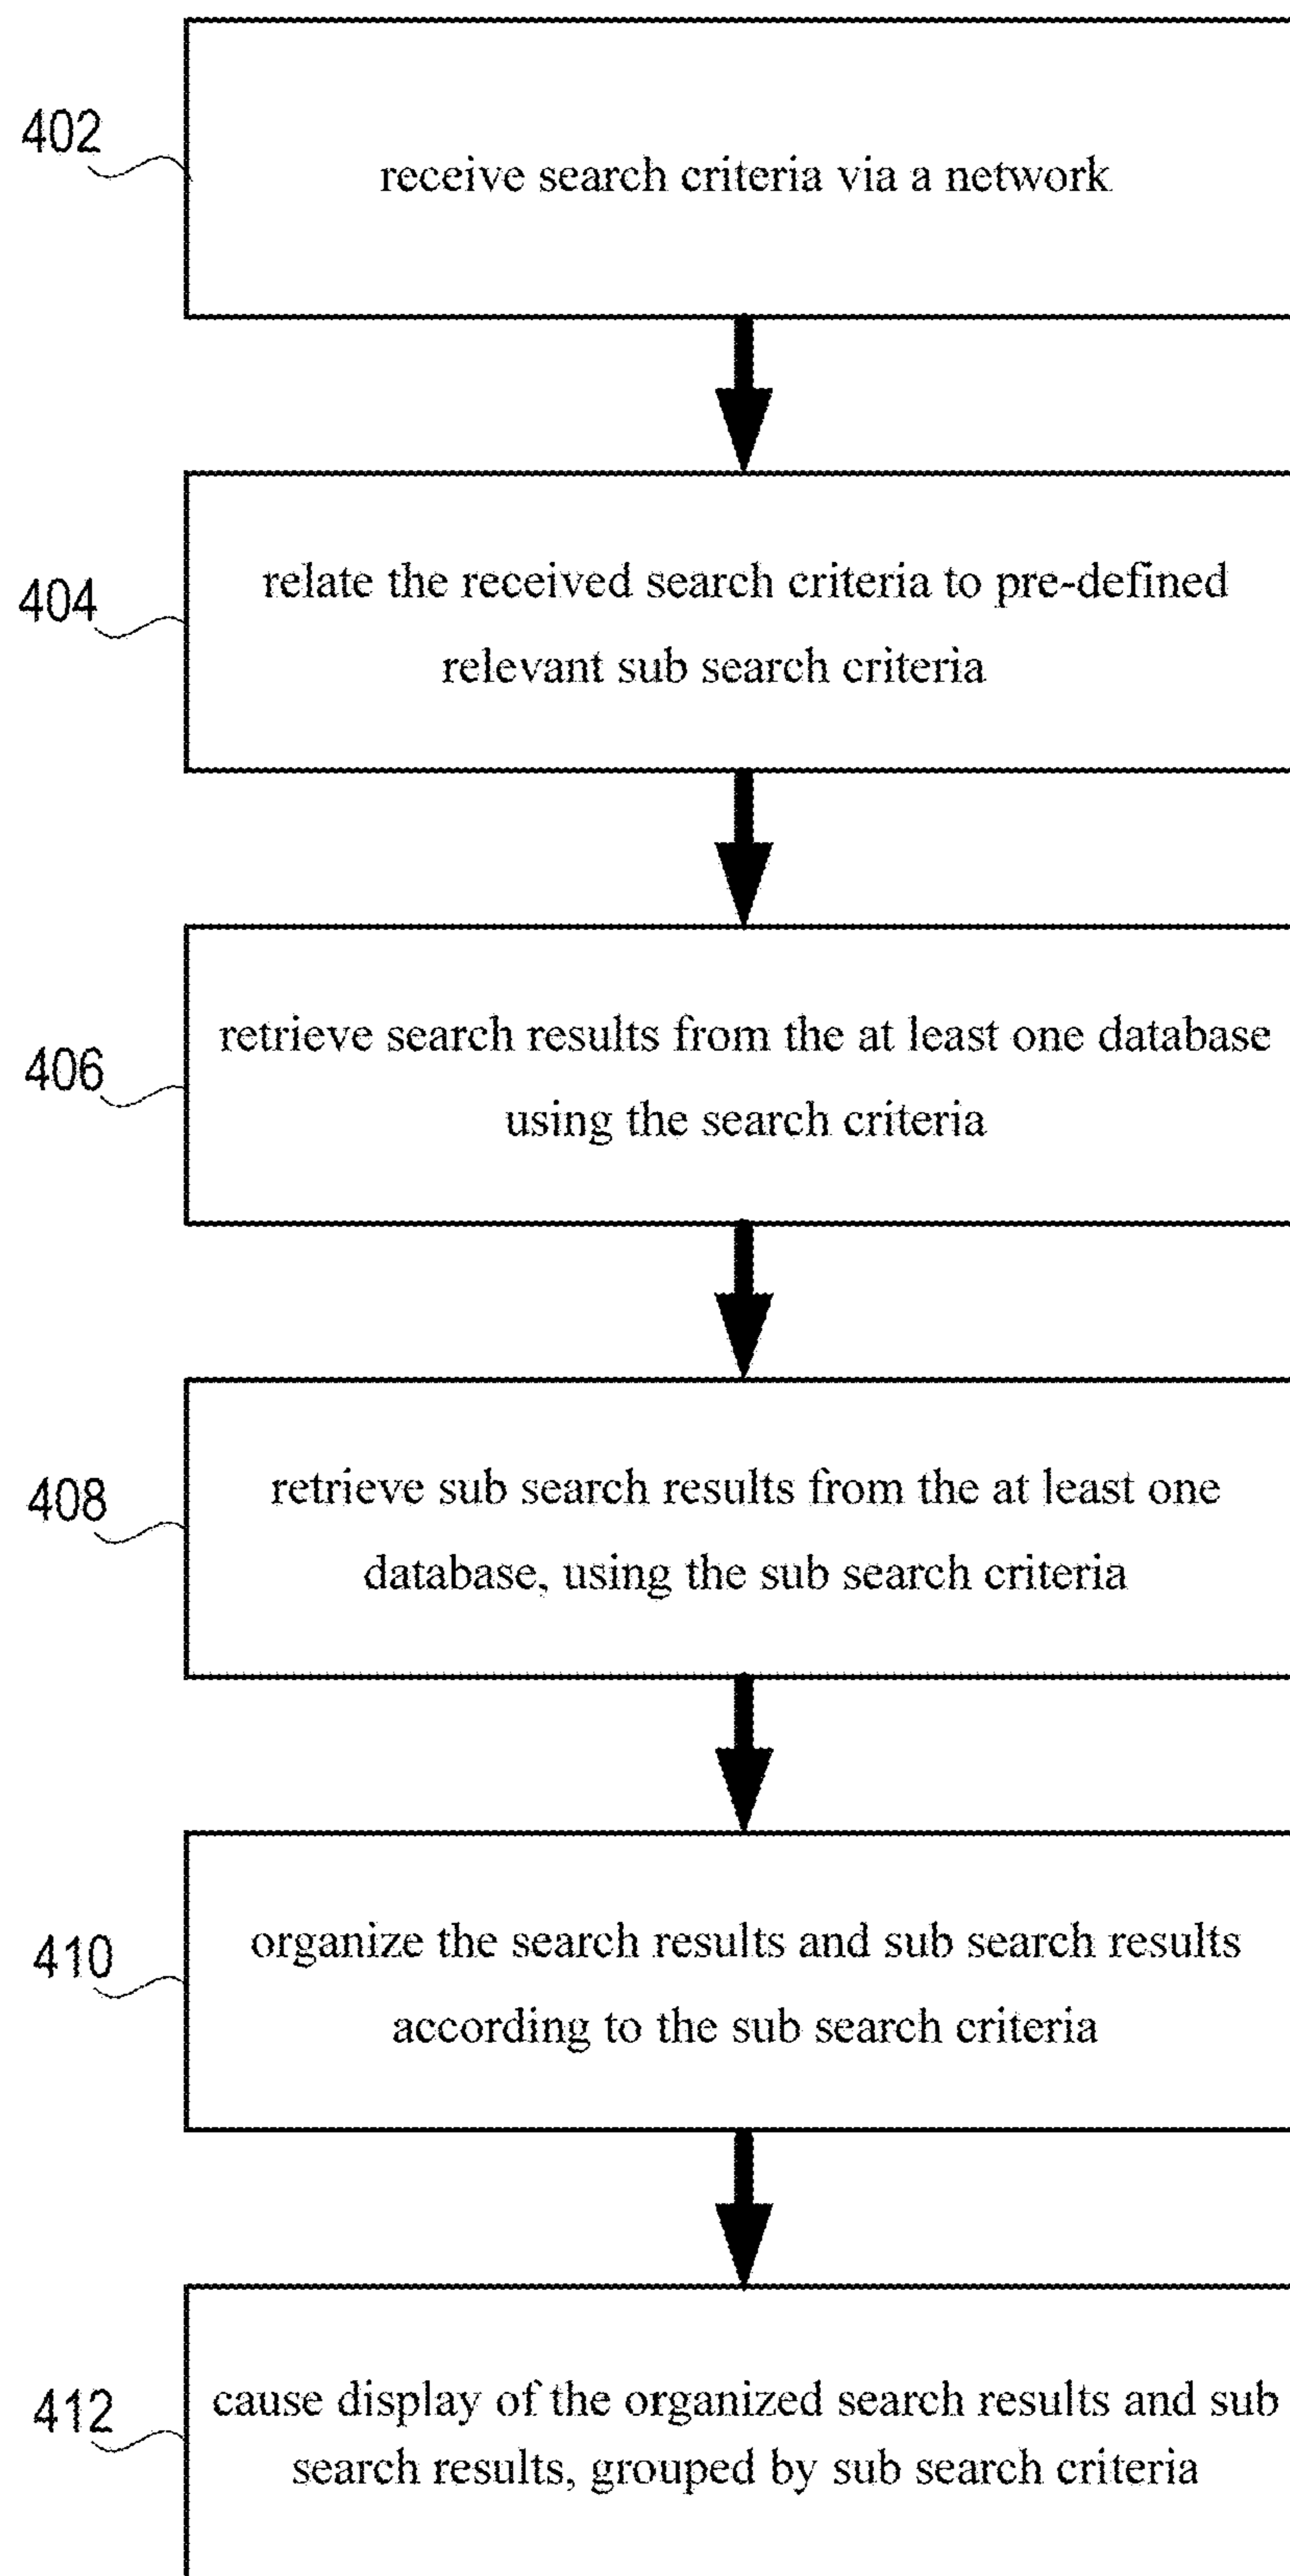 402
receive search criteria via a network
404
relate the received search criteria to pre-defined
relevant sub search criteria
406
retrieve search results from the at least one database
using the search criteria
408
retrieve sub search results from the at least one
database, using the sub search criteria
410
organize the search results and sub search results
according to the sub search criteria
412
cause display of the organized search results and sub
search results, grouped by sub search criteria